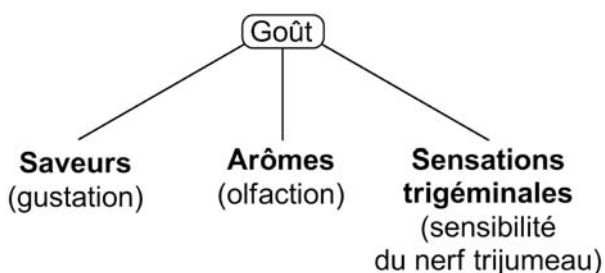 Goût
Saveurs
(gustation)
Arômes
(olfaction)
Sensations
trigéminales
(sensibilité
du nerf trijumeau)